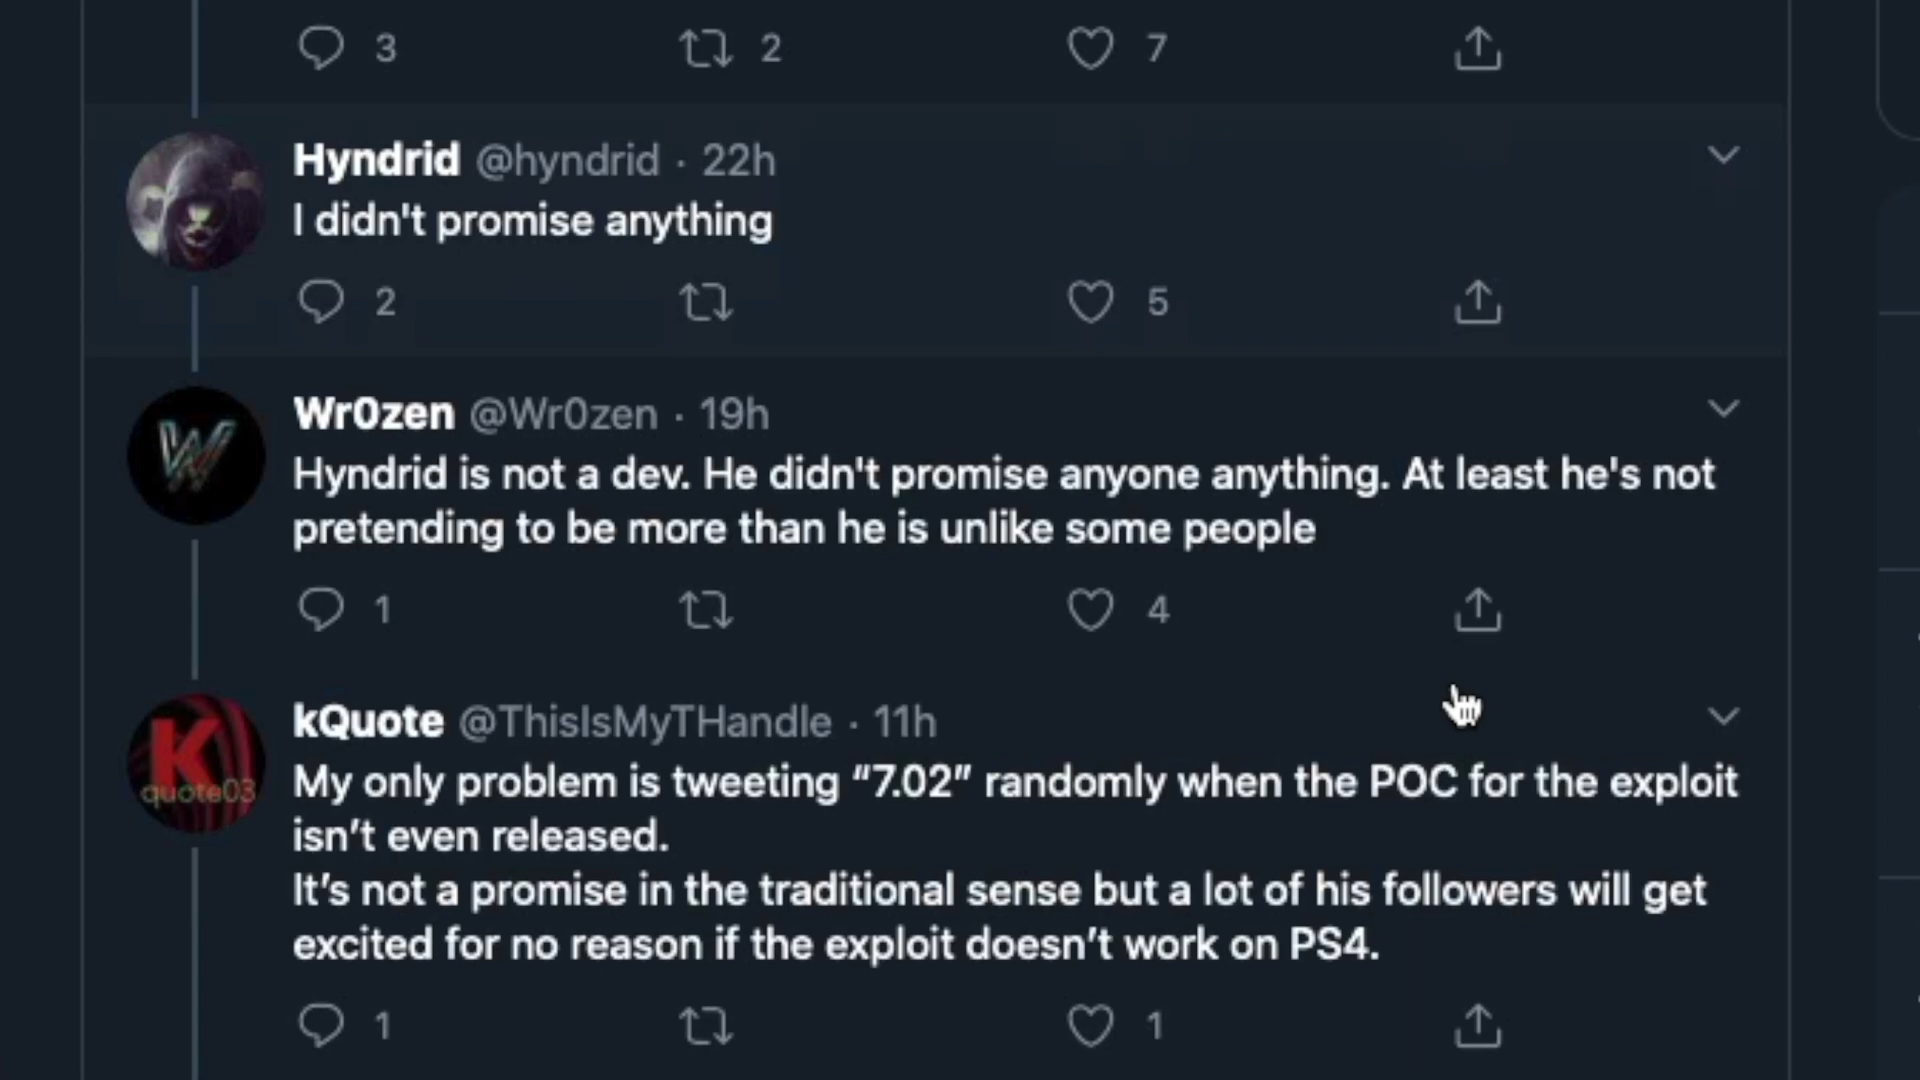 3 2 7
Hyndrid @hyndrid · 22h
I didn't promise anything
2 5
Wr0zen @Wr0zen · 19h
Hyndrid is not a dev. He didn't promise anyone anything. At least he's not
pretending to be more than he is unlike some people
1 4
K
quote03
kQuote @ThisIsMyTHandle · 11h
My only problem is tweeting “7.02” randomly when the POC for the exploit
isn’t even released.
It’s not a promise in the traditional sense but a lot of his followers will get
excited for no reason if the exploit doesn’t work on PS4.
1 1